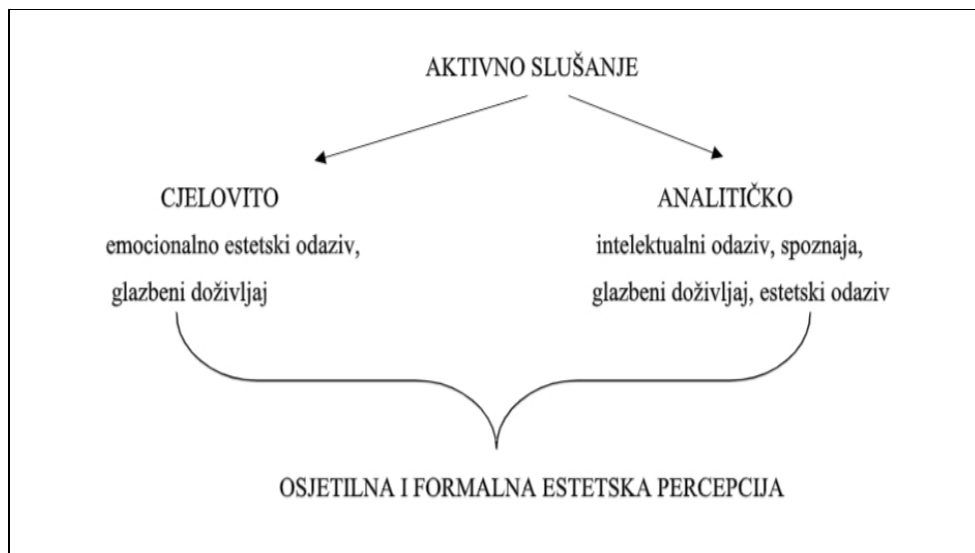 AKTIVNO SLUŠANJE
CJELOVITO
emocionalno estetski odaziv,
glazbeni doživljaj
ANALITIČKO
intelektualni odaziv, spoznaja,
glazbeni doživljaj, estetski odaziv
OSJETILNA I FORMALNA ESTETSKA PERCEPCIJA